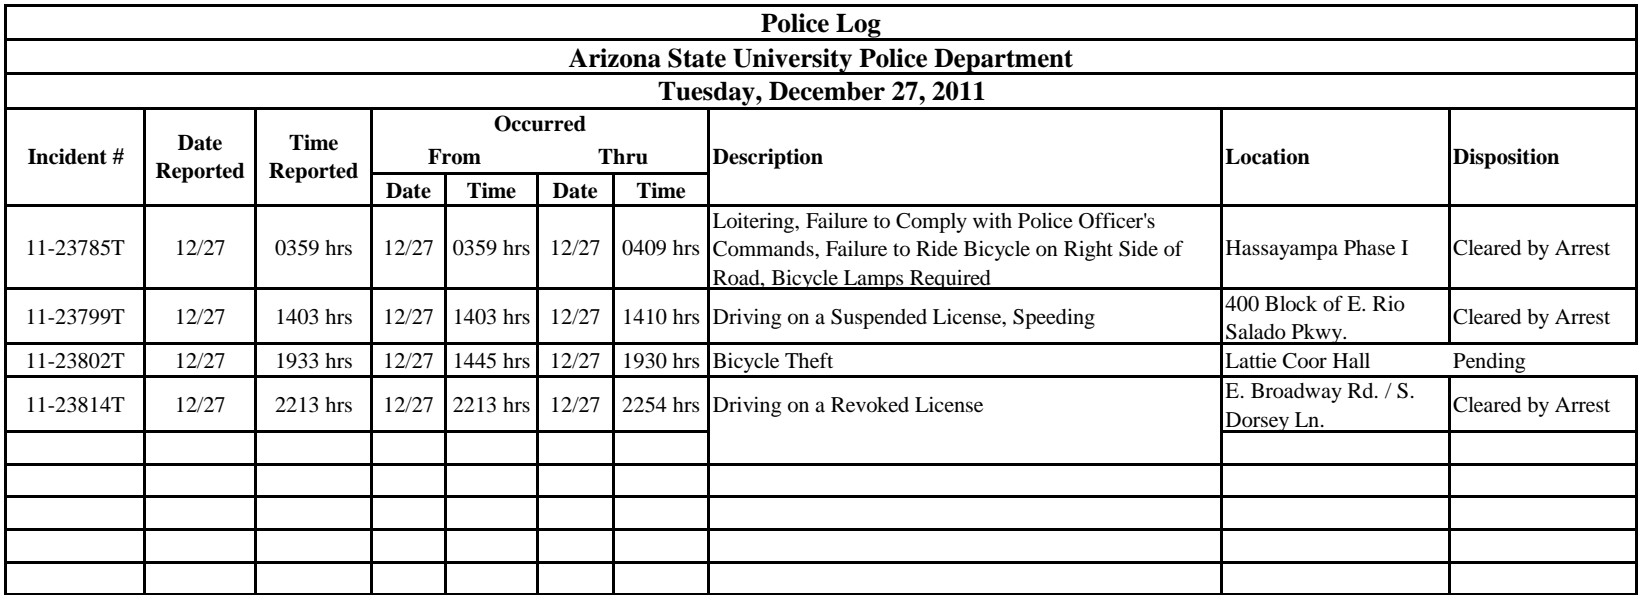 Police Log
Arizona State University Police Department
Tuesday, December 27, 2011
Incident #
Date
Reported
Time
Reported
Occurred
From Thru
Date Time Date Time
Description
Location
Disposition
11-23785T 12/27 0359 hrs 12/27 0359 hrs 12/27 0409 hrs
Loitering, Failure to Comply with Police Officer's
Commands, Failure to Ride Bicycle on Right Side of
Road, Bicycle Lamps Required
Hassayampa Phase I
Cleared by Arrest
11-23799T 12/27 1403 hrs 12/27 1403 hrs 12/27 1410 hrs Driving on a Suspended License, Speeding
400 Block of E. Rio
Salado Pkwy.
Cleared by Arrest
11-23802T 12/27 1933 hrs 12/27 1445 hrs 12/27 1930 hrs Bicycle Theft Lattie Coor Hall Pending
11-23814T 12/27 2213 hrs 12/27 2213 hrs 12/27 2254 hrs Driving on a Revoked License
E. Broadway Rd. / S.
Dorsey Ln.
Cleared by Arrest